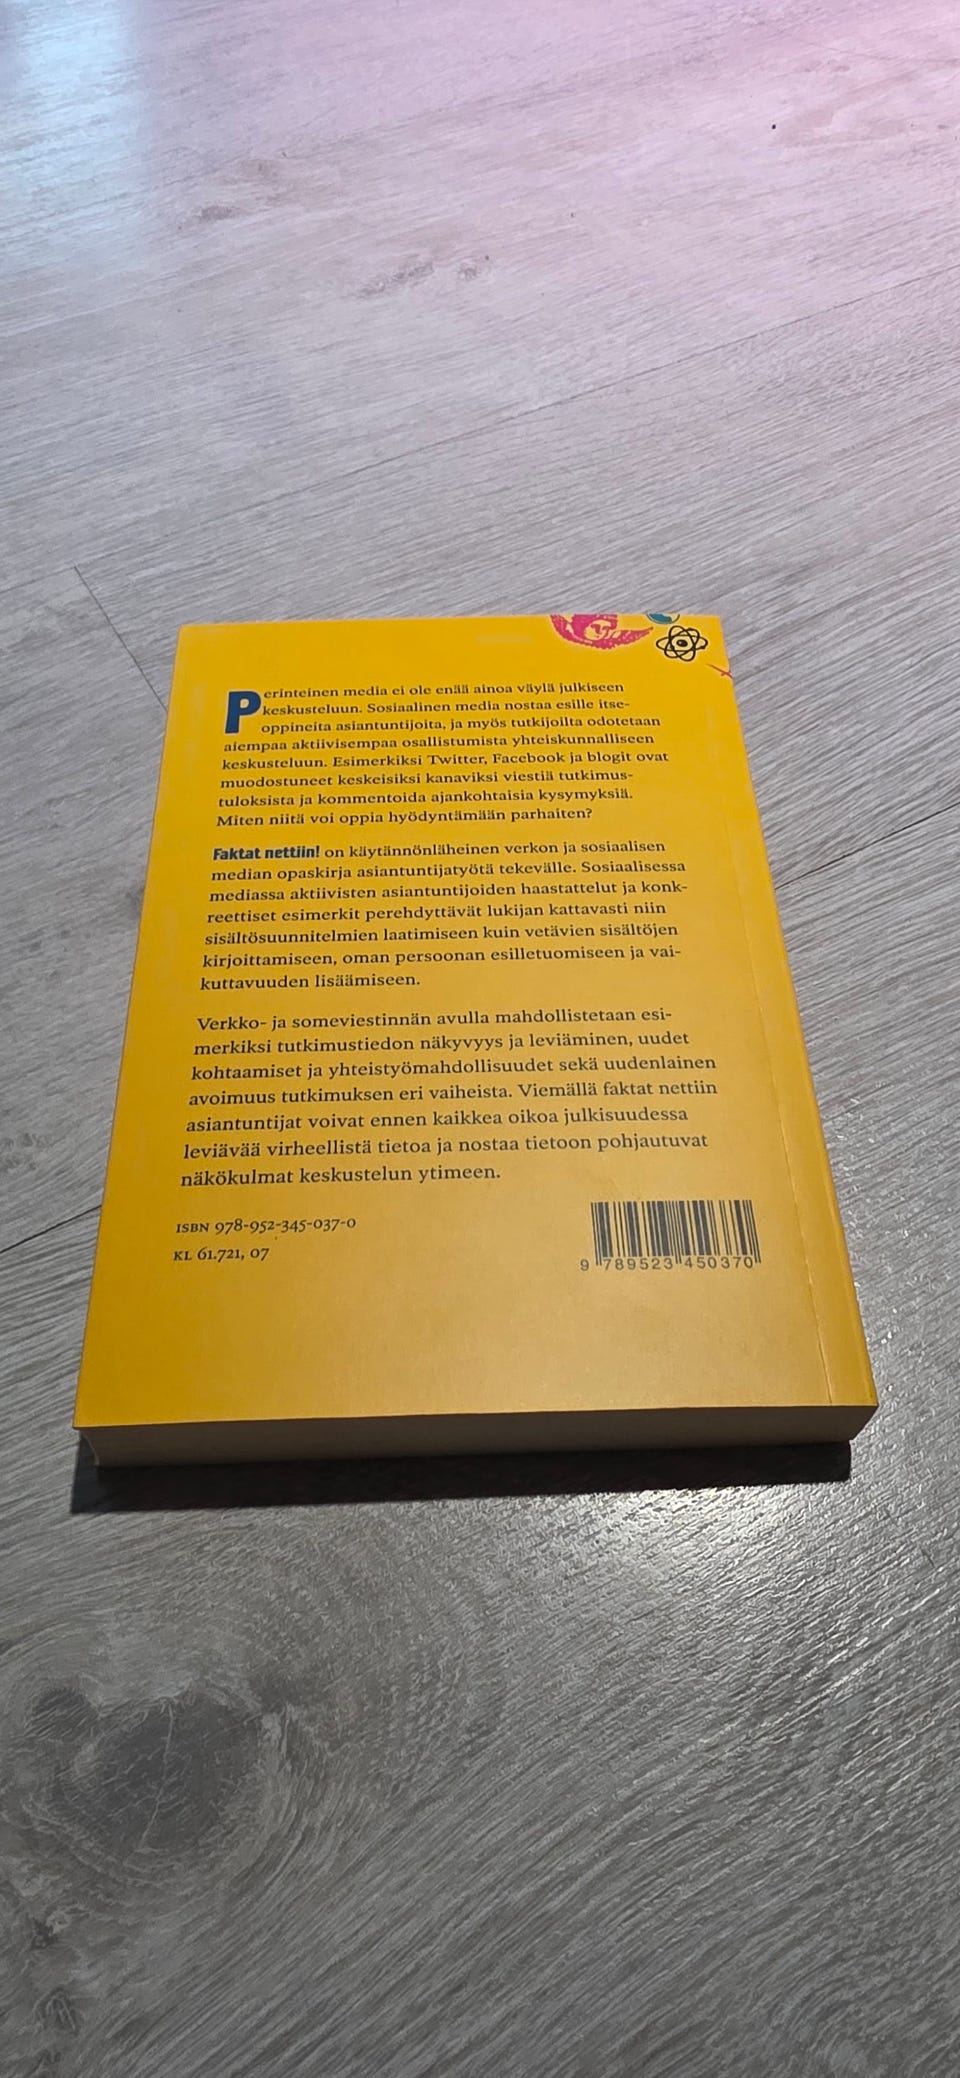 Perinteinen media ei ole enää ainoa väylä julkiseen
keskusteluun. Sosiaalinen media nostaa esille itse-
oppineita asiantuntijoita, ja myös tutkijoilta odotetaan
aiempaa aktiivisempaa osallistumista yhteiskunnalliseen
keskusteluun. Esimerkiksi Twitter, Facebook ja blogit ovat
muodostuneet keskeisiksi kanaviksi viestiä tutkimus-
tuloksista ja kommentoida ajankohtaisia kysymyksiä.
Miten niitä voi oppia hyödyntämään parhaiten?
Faktat nettiin! on käytännönläheinen verkon ja sosiaalisen
median opaskirja asiantuntijatyötä tekevälle. Sosiaalisessa
mediassa aktiivisten asiantuntijoiden haastattelut ja konk-
reettiset esimerkit perehdyttävät lukijan kattavasti niin
sisältösuunnitelmien laatimiseen kuin vetävien sisältöjen
kirjoittamiseen, oman persoonan esilletuomiseen ja vai-
kuttavuuden lisäämiseen.
Verkko- ja someviestinnän avulla mahdollistetaan esi-
merkiksi tutkimustiedon näkyvyys ja leviäminen, uudet
kohtaamiset ja yhteistyömahdollisuudet sekä uudenlainen
avoimuus tutkimuksen eri vaiheista. Viemällä faktat nettiin
asiantuntijat voivat ennen kaikkea oikoa julkisuudessa
leviävää virheellistä tietoa ja nostaa tietoon pohjautuvat
näkökulmat keskustelun ytimeen.
ISBN 978-952-345-037-0
KL 61.721, 07
9 789523 450370